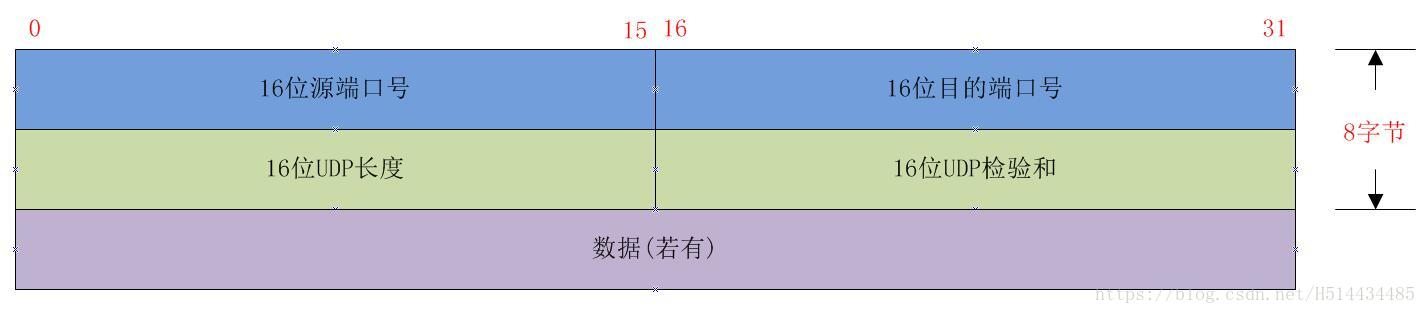 0 15 16 31
16位源端口号 16位目的端口号
8字节
16位UDP长度 16位UDP检验和
数据(若有)
https://blog.csdn.net/H514434485